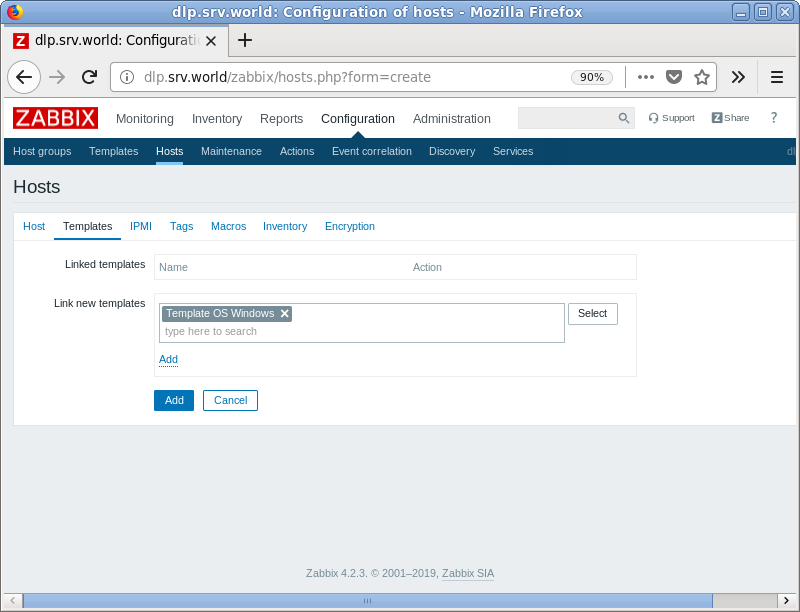 dlp.srv.world: Configuration of hosts - Mozilla Firefox
Z dlp.srv.world: Configurati
dlp.srv.world/zabbix/hosts.php?form=create 90%
ZABBIX Monitoring Inventory Reports Configuration Administration Support Z Share ?
Host groups Templates Hosts Maintenance Actions Event correlation Discovery Services dl
Hosts
Host Templates IPMI Tags Macros Inventory Encryption
Linked templates Name Action
Link new templates
Template OS Windows Select
type here to search
Add
Add Cancel
Zabbix 4.2.3. © 2001–2019, Zabbix SIA